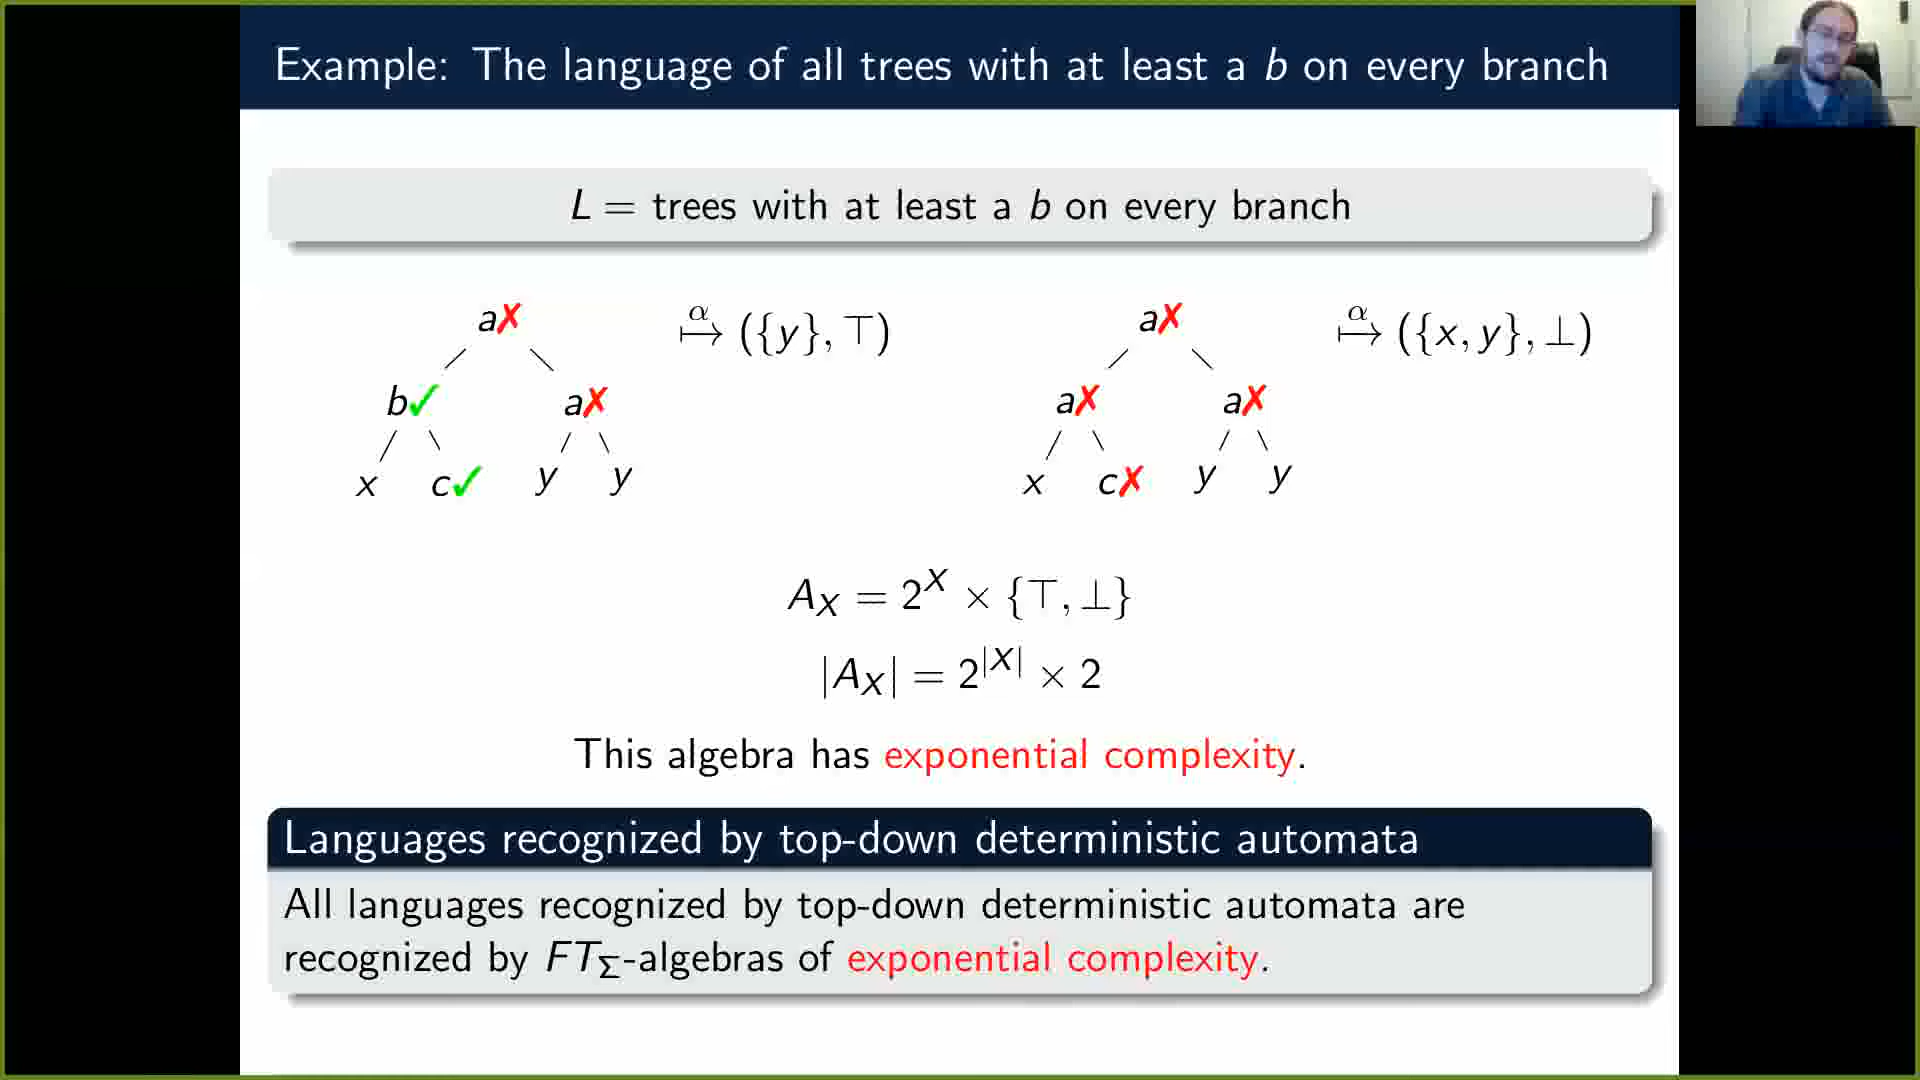 Example: The language of all trees with at least a b on every branch
L = trees with at least a b on every branch
a✗ ↦α ({y}, ⊤) a✗ ↦α ({x, y}, ⊥)
b✓ a✗ a✗ a✗
x c✓ y y x c✗ y y
A_X = 2^X × {⊤, ⊥}
|A_X| = 2^|X| × 2
This algebra has exponential complexity.
Languages recognized by top-down deterministic automata
All languages recognized by top-down deterministic automata are
recognized by FT_Σ-algebras of exponential complexity.